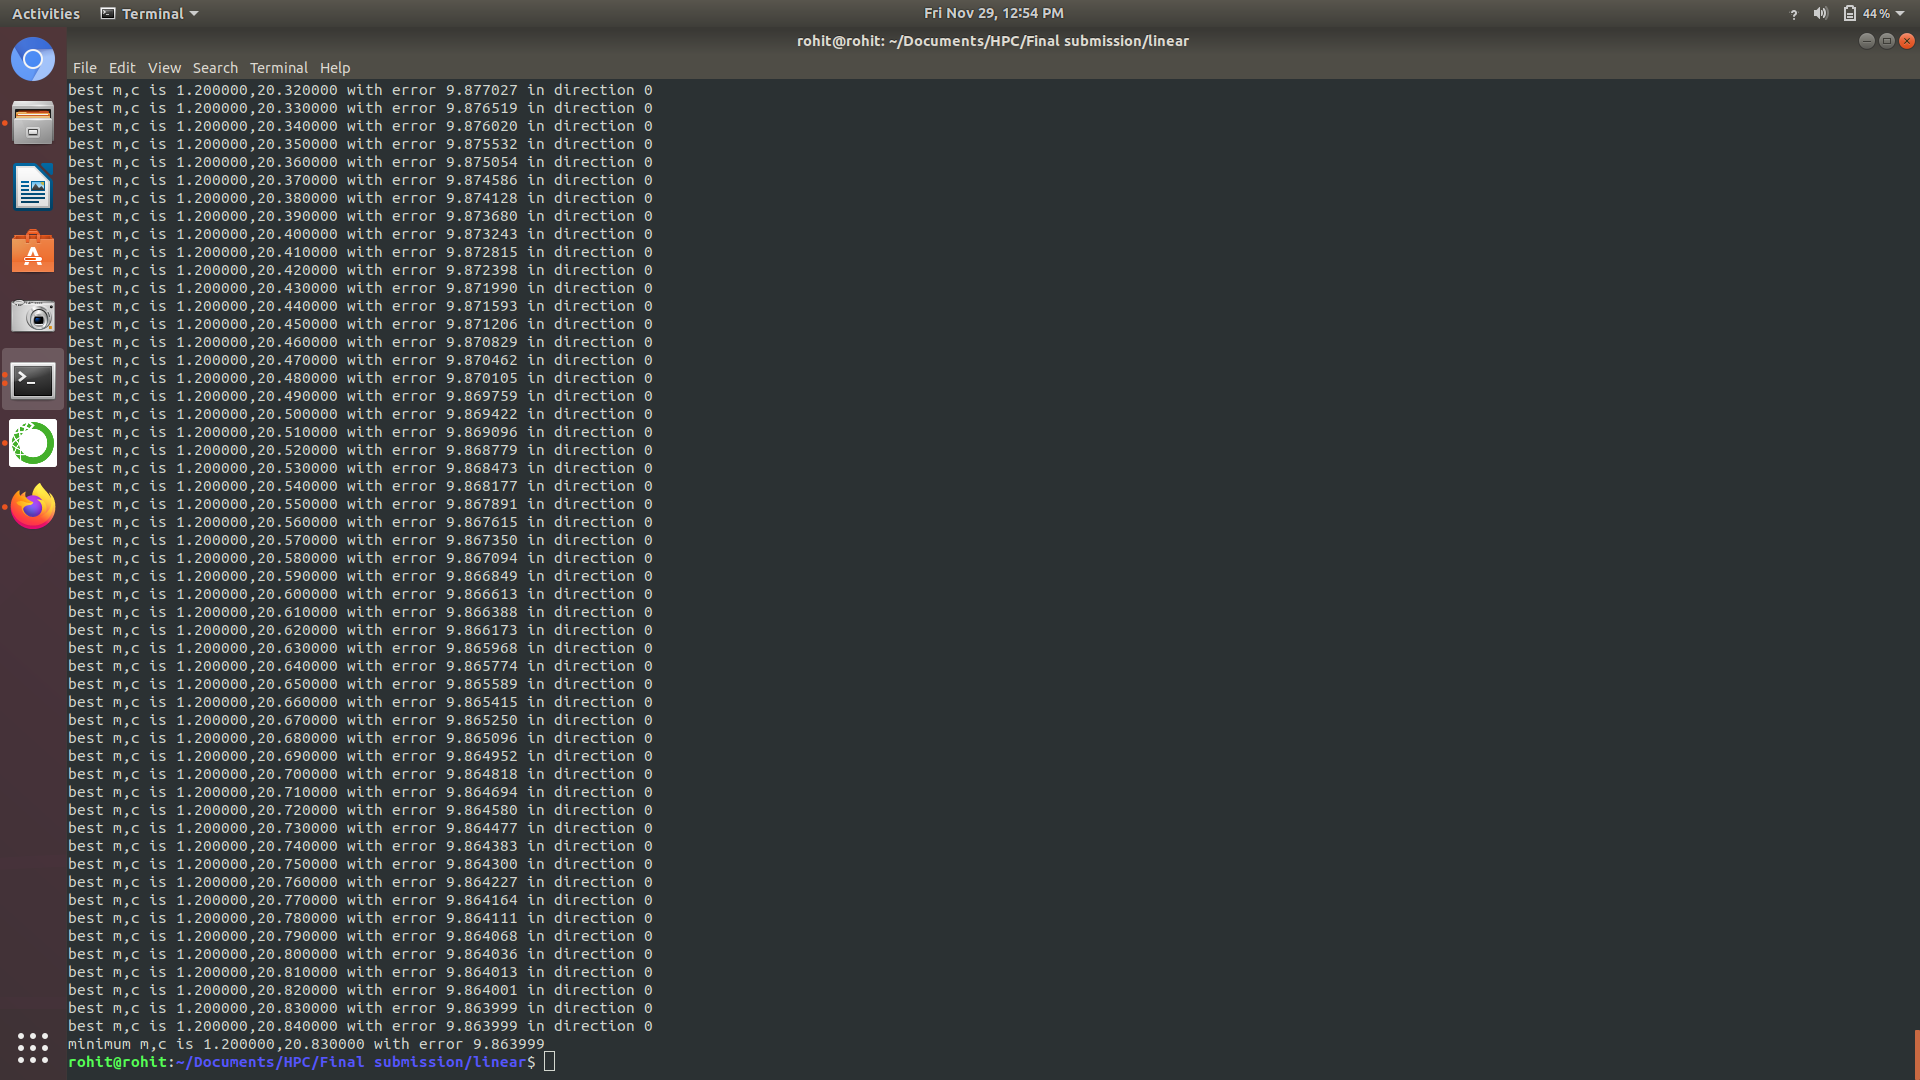 Activities Terminal Fri Nov 29, 12:54 PM ? 44%
rohit@rohit: ~/Documents/HPC/Final submission/linear
File Edit View Search Terminal Help
best m,c is 1.200000,20.320000 with error 9.877027 in direction 0
best m,c is 1.200000,20.330000 with error 9.876519 in direction 0
best m,c is 1.200000,20.340000 with error 9.876020 in direction 0
best m,c is 1.200000,20.350000 with error 9.875532 in direction 0
best m,c is 1.200000,20.360000 with error 9.875054 in direction 0
best m,c is 1.200000,20.370000 with error 9.874586 in direction 0
best m,c is 1.200000,20.380000 with error 9.874128 in direction 0
best m,c is 1.200000,20.390000 with error 9.873680 in direction 0
best m,c is 1.200000,20.400000 with error 9.873243 in direction 0
best m,c is 1.200000,20.410000 with error 9.872815 in direction 0
best m,c is 1.200000,20.420000 with error 9.872398 in direction 0
best m,c is 1.200000,20.430000 with error 9.871990 in direction 0
best m,c is 1.200000,20.440000 with error 9.871593 in direction 0
best m,c is 1.200000,20.450000 with error 9.871206 in direction 0
best m,c is 1.200000,20.460000 with error 9.870829 in direction 0
best m,c is 1.200000,20.470000 with error 9.870462 in direction 0
best m,c is 1.200000,20.480000 with error 9.870105 in direction 0
best m,c is 1.200000,20.490000 with error 9.869759 in direction 0
best m,c is 1.200000,20.500000 with error 9.869422 in direction 0
best m,c is 1.200000,20.510000 with error 9.869096 in direction 0
best m,c is 1.200000,20.520000 with error 9.868779 in direction 0
best m,c is 1.200000,20.530000 with error 9.868473 in direction 0
best m,c is 1.200000,20.540000 with error 9.868177 in direction 0
best m,c is 1.200000,20.550000 with error 9.867891 in direction 0
best m,c is 1.200000,20.560000 with error 9.867615 in direction 0
best m,c is 1.200000,20.570000 with error 9.867350 in direction 0
best m,c is 1.200000,20.580000 with error 9.867094 in direction 0
best m,c is 1.200000,20.590000 with error 9.866849 in direction 0
best m,c is 1.200000,20.600000 with error 9.866613 in direction 0
best m,c is 1.200000,20.610000 with error 9.866388 in direction 0
best m,c is 1.200000,20.620000 with error 9.866173 in direction 0
best m,c is 1.200000,20.630000 with error 9.865968 in direction 0
best m,c is 1.200000,20.640000 with error 9.865774 in direction 0
best m,c is 1.200000,20.650000 with error 9.865589 in direction 0
best m,c is 1.200000,20.660000 with error 9.865415 in direction 0
best m,c is 1.200000,20.670000 with error 9.865250 in direction 0
best m,c is 1.200000,20.680000 with error 9.865096 in direction 0
best m,c is 1.200000,20.690000 with error 9.864952 in direction 0
best m,c is 1.200000,20.700000 with error 9.864818 in direction 0
best m,c is 1.200000,20.710000 with error 9.864694 in direction 0
best m,c is 1.200000,20.720000 with error 9.864580 in direction 0
best m,c is 1.200000,20.730000 with error 9.864477 in direction 0
best m,c is 1.200000,20.740000 with error 9.864383 in direction 0
best m,c is 1.200000,20.750000 with error 9.864300 in direction 0
best m,c is 1.200000,20.760000 with error 9.864227 in direction 0
best m,c is 1.200000,20.770000 with error 9.864164 in direction 0
best m,c is 1.200000,20.780000 with error 9.864111 in direction 0
best m,c is 1.200000,20.790000 with error 9.864068 in direction 0
best m,c is 1.200000,20.800000 with error 9.864036 in direction 0
best m,c is 1.200000,20.810000 with error 9.864013 in direction 0
best m,c is 1.200000,20.820000 with error 9.864001 in direction 0
best m,c is 1.200000,20.830000 with error 9.863999 in direction 0
best m,c is 1.200000,20.840000 with error 9.863999 in direction 0
minimum m,c is 1.200000,20.830000 with error 9.863999
rohit@rohit:~/Documents/HPC/Final submission/linear$